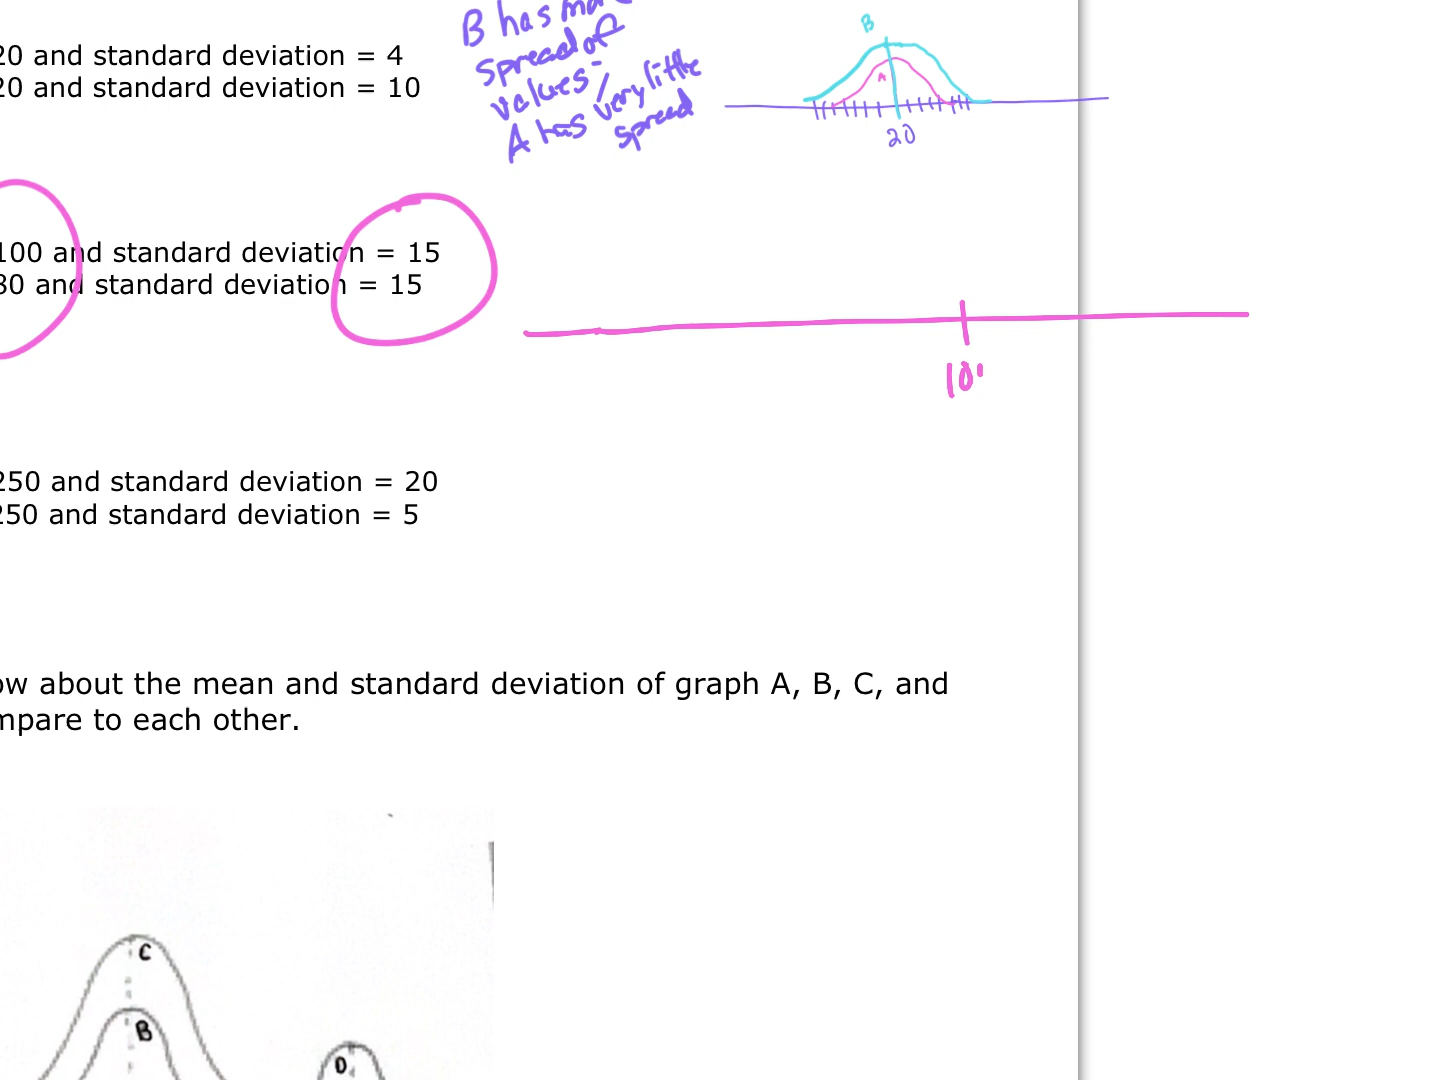 B has
spread of
values;
A has very little
spread
B
A
20
20 and standard deviation = 4
20 and standard deviation = 10
100 and standard deviation = 15
80 and standard deviation = 15
10'
250 and standard deviation = 20
250 and standard deviation = 5
ow about the mean and standard deviation of graph A, B, C, and
mpare to each other.
C
B
D